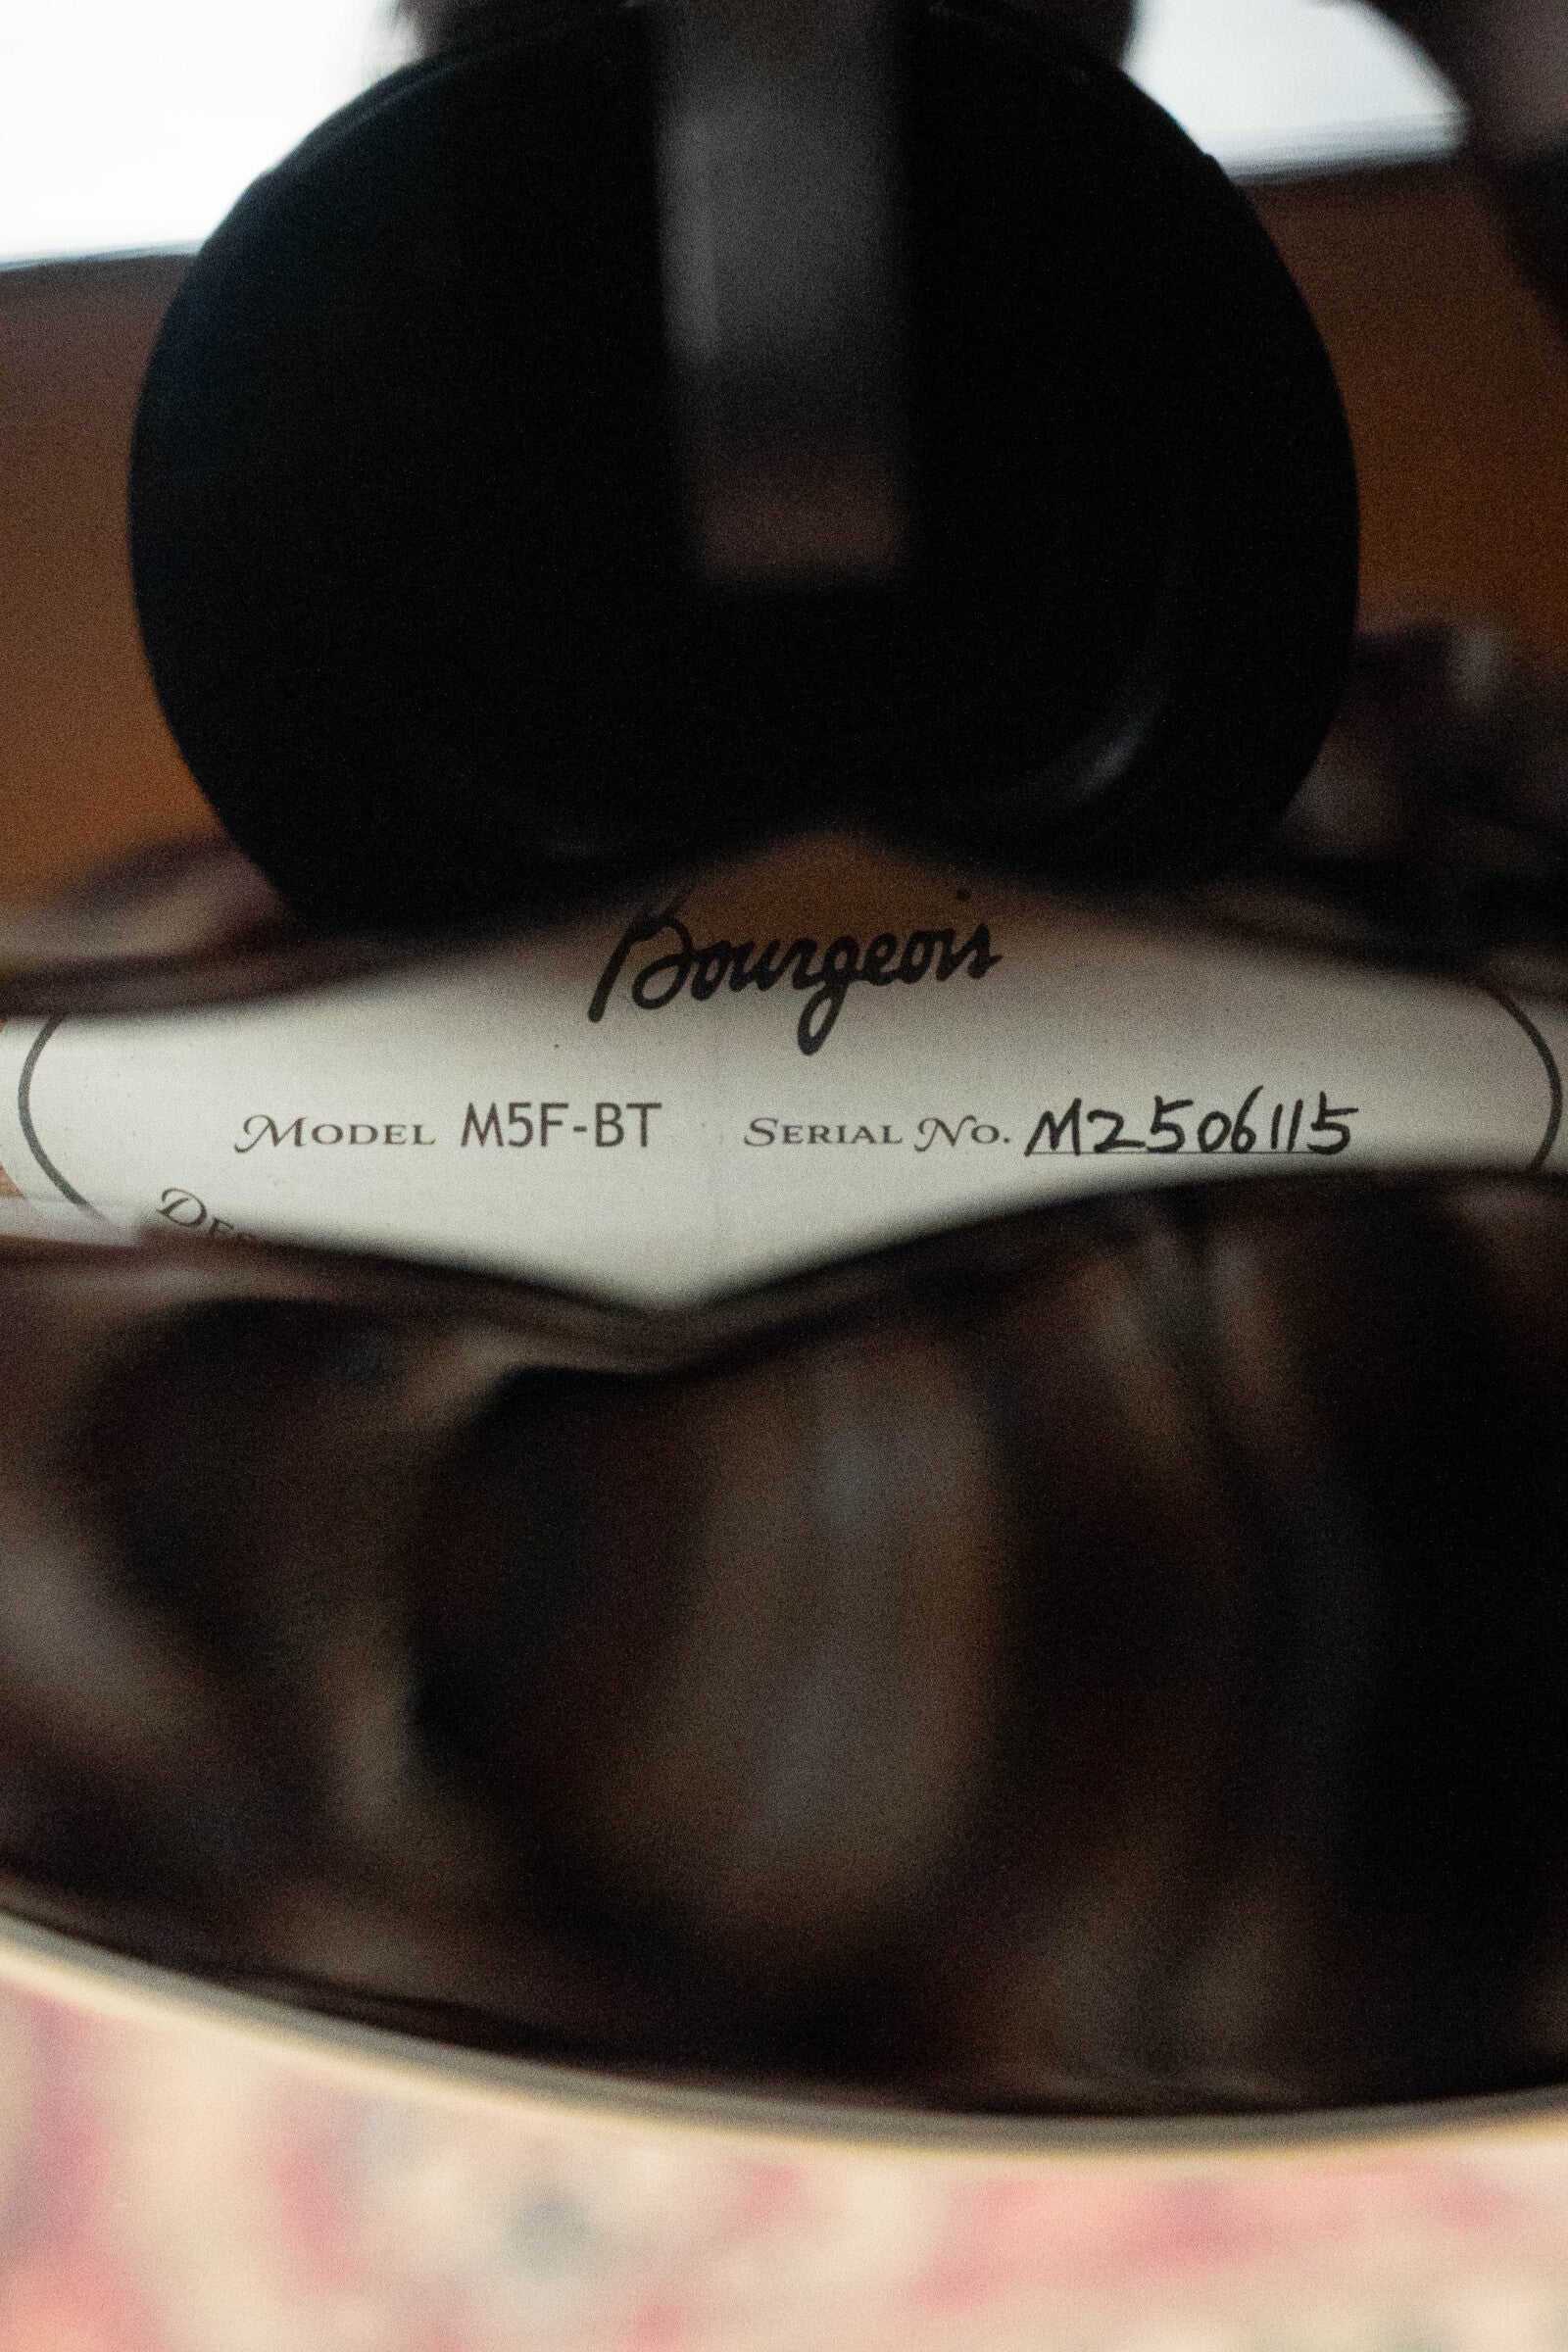 Bourgeois
Model M5F-BT Serial No. M2506115